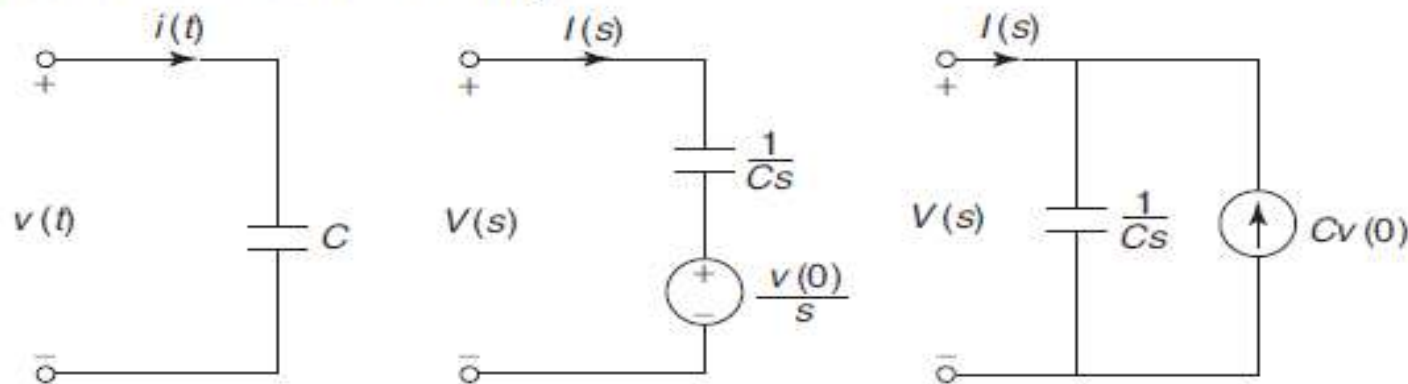 i(t)
I(s)
I(s)
+
+
+
1
Cs
v(t)
C
V(s)
+
−
v(0)
s
V(s)
1
Cs
Cv(0)
−
−
−